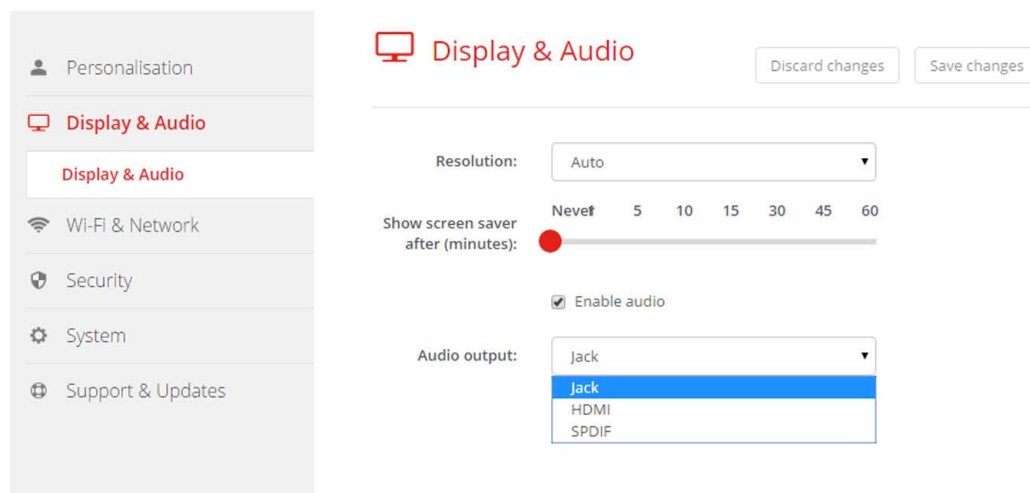 Personalisation
Display & Audio
Display & Audio
Wi-Fi & Network
Security
System
Support & Updates
Display & Audio
Discard changes
Save changes
Resolution:
Auto
Show screen saver
after (minutes):
Never 1 5 10 15 30 45 60
Enable audio
Audio output:
Jack
Jack
HDMI
SPDIF